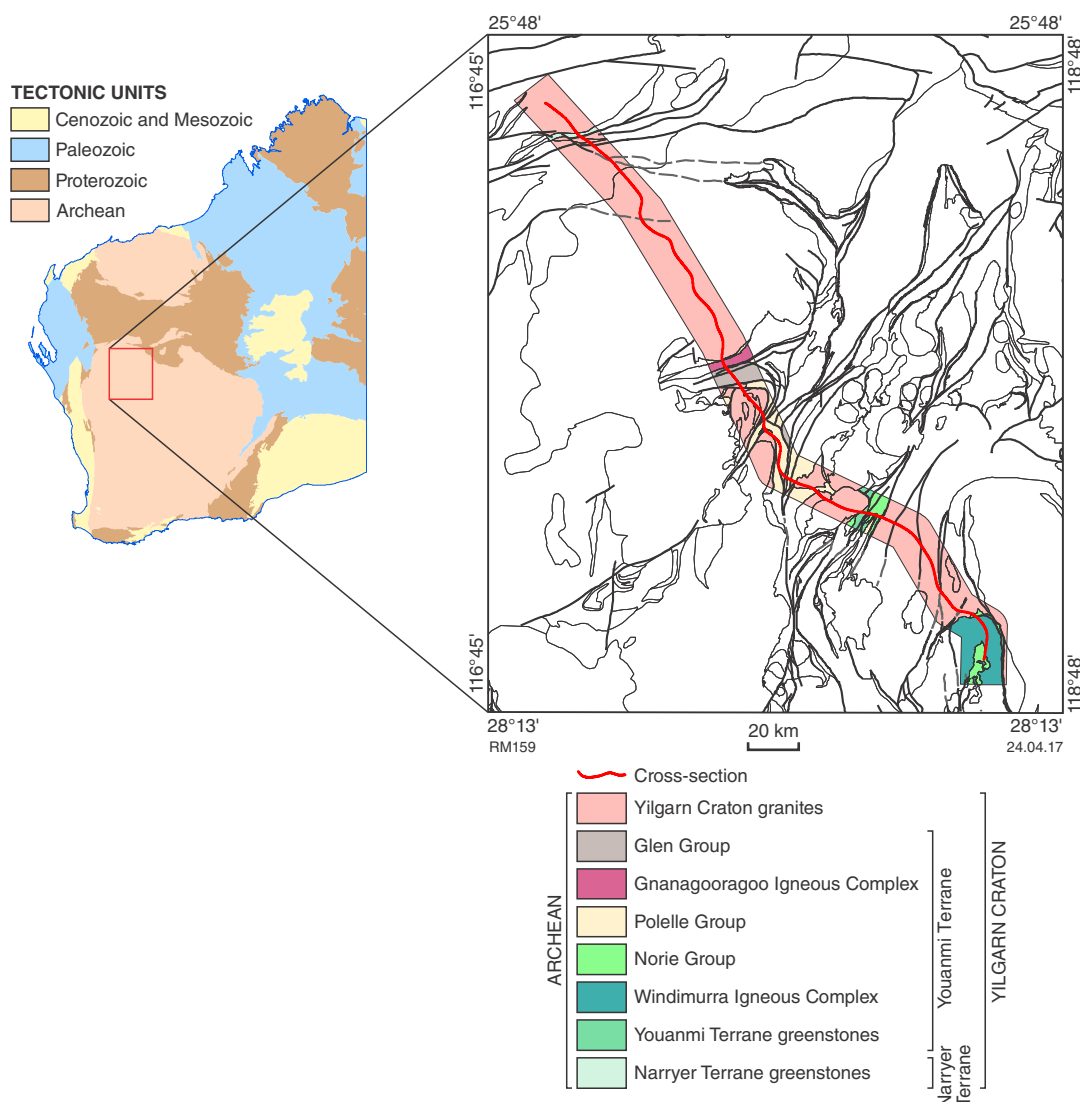 TECTONIC UNITS
Cenozoic and Mesozoic
Paleozoic
Proterozoic
Archean
25°48'
25°48'
116°45'
118°48'
116°45'
118°48'
28°13'
20 km
28°13'
RM159
24.04.17
Cross-section
Yilgarn Craton granites
Glen Group
Gnanagooragoo Igneous Complex
Polelle Group
Norie Group
Windimurra Igneous Complex
Youanmi Terrane greenstones
Narryer Terrane greenstones
ARCHEAN
Youanmi Terrane
Narryer
Terrane
YILGARN CRATON